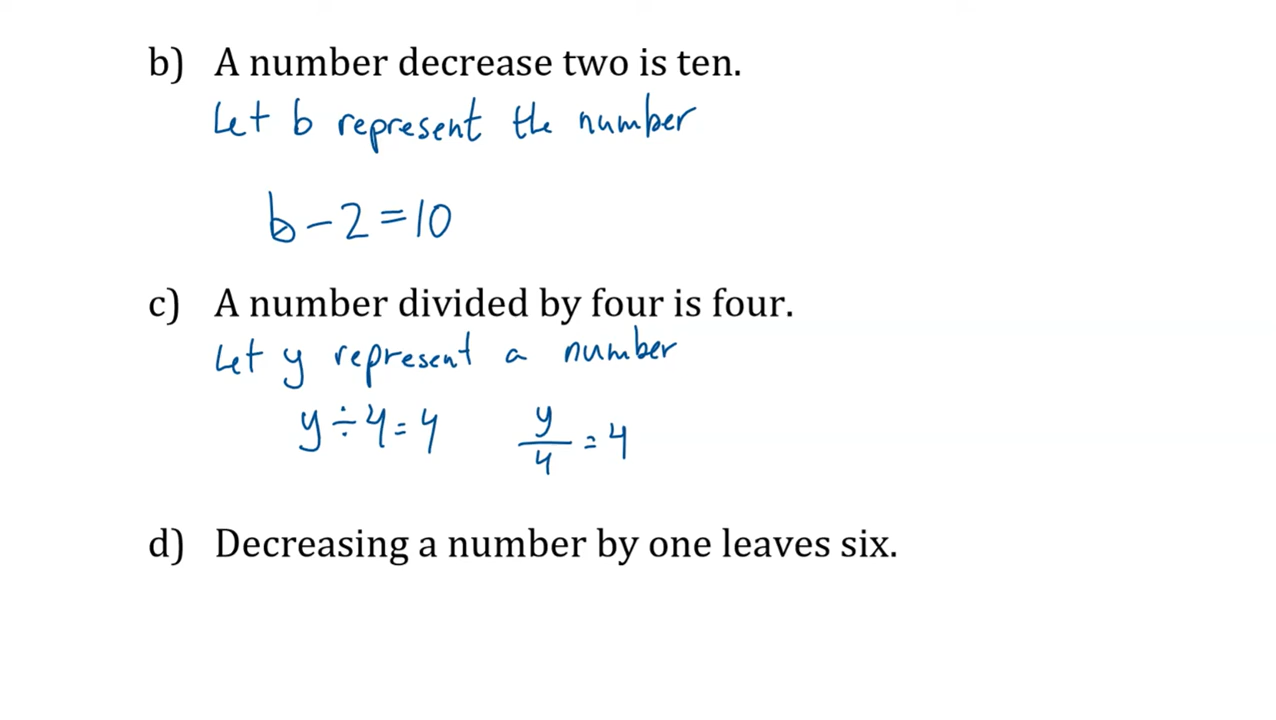 b) A number decrease two is ten.
Let b represent the number
b - 2 = 10
c) A number divided by four is four.
Let y represent a number
y ÷ 4 = 4    y/4 = 4
d) Decreasing a number by one leaves six.